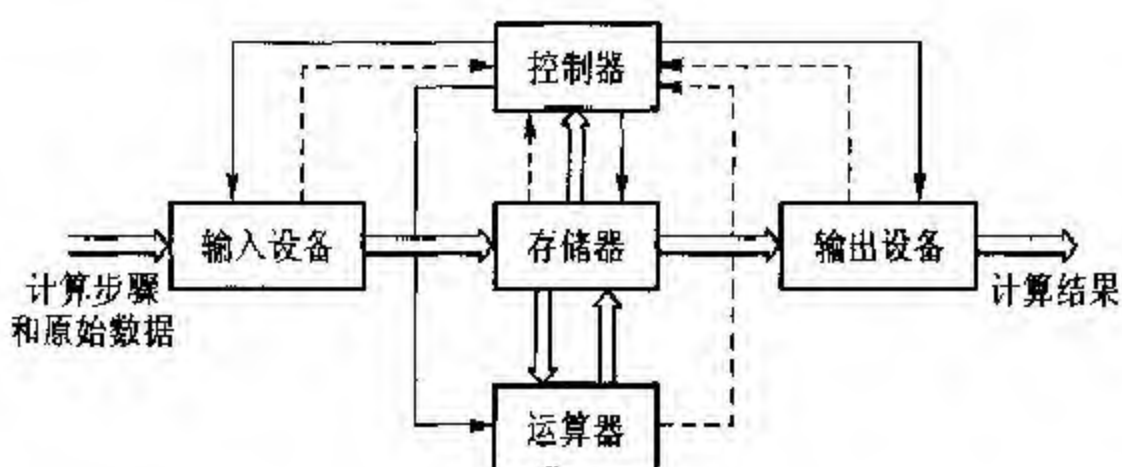 控制器
输入设备
存储器
输出设备
计算步骤
和原始数据
计算结果
运算器